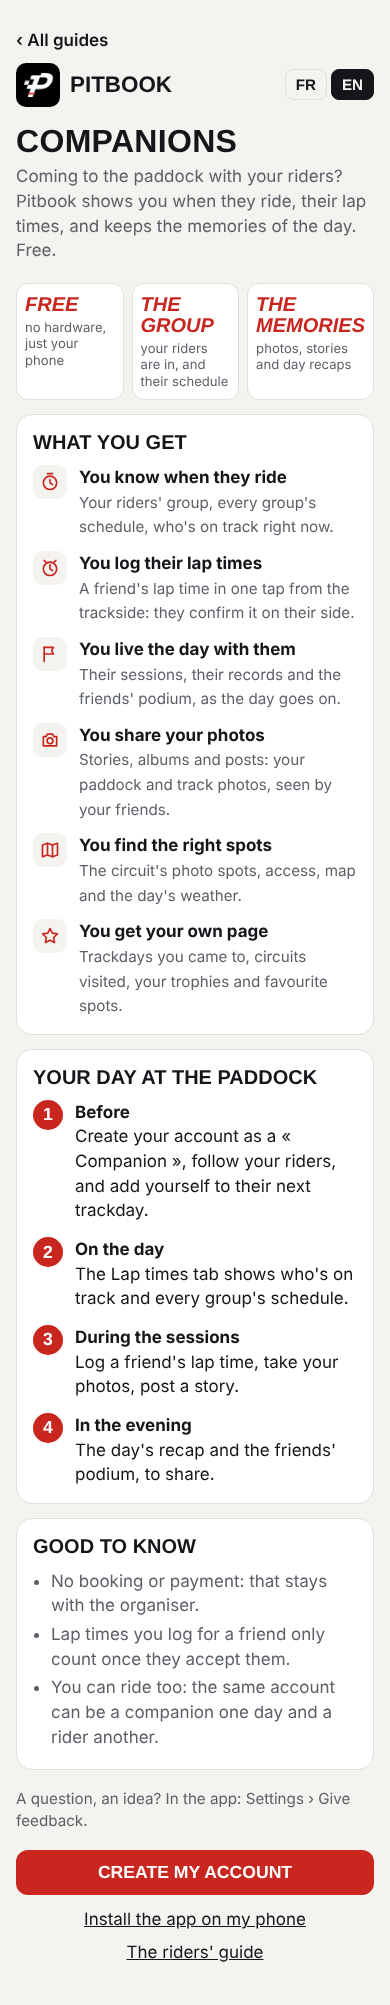 ‹ All guides
PITBOOK
FR
EN
COMPANIONS
Coming to the paddock with your riders?
Pitbook shows you when they ride, their lap
times, and keeps the memories of the day.
Free.
FREE
no hardware,
just your
phone
THE
GROUP
your riders
are in, and
their schedule
THE
MEMORIES
photos, stories
and day recaps
WHAT YOU GET
You know when they ride
Your riders' group, every group's
schedule, who's on track right now.
You log their lap times
A friend's lap time in one tap from the
trackside: they confirm it on their side.
You live the day with them
Their sessions, their records and the
friends' podium, as the day goes on.
You share your photos
Stories, albums and posts: your
paddock and track photos, seen by
your friends.
You find the right spots
The circuit's photo spots, access, map
and the day's weather.
You get your own page
Trackdays you came to, circuits
visited, your trophies and favourite
spots.
YOUR DAY AT THE PADDOCK
1
Before
Create your account as a «
Companion », follow your riders,
and add yourself to their next
trackday.
2
On the day
The Lap times tab shows who's on
track and every group's schedule.
3
During the sessions
Log a friend's lap time, take your
photos, post a story.
4
In the evening
The day's recap and the friends'
podium, to share.
GOOD TO KNOW
• No booking or payment: that stays
with the organiser.
• Lap times you log for a friend only
count once they accept them.
• You can ride too: the same account
can be a companion one day and a
rider another.
A question, an idea? In the app: Settings › Give
feedback.
CREATE MY ACCOUNT
Install the app on my phone
The riders' guide